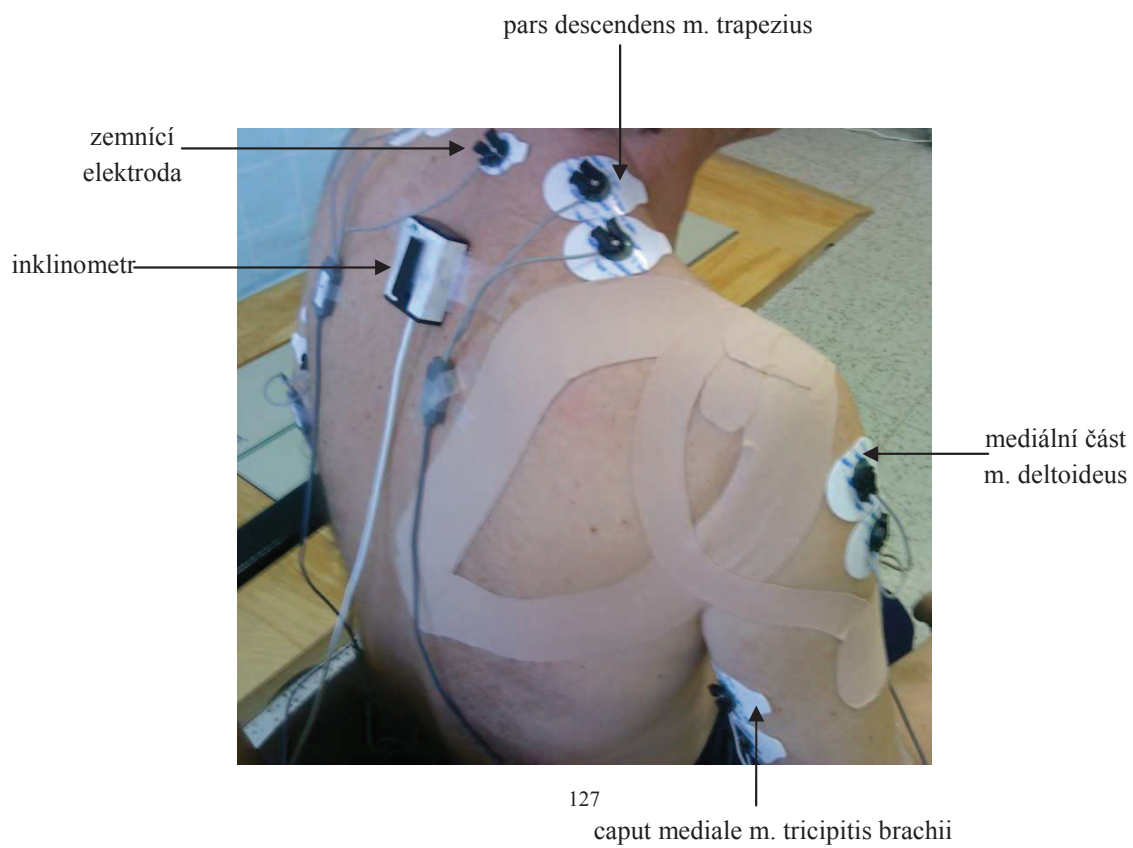 pars descendens m. trapezius
zemnící
elektroda
inklinometr
mediální část
m. deltoideus
127
caput mediale m. tricipitis brachii